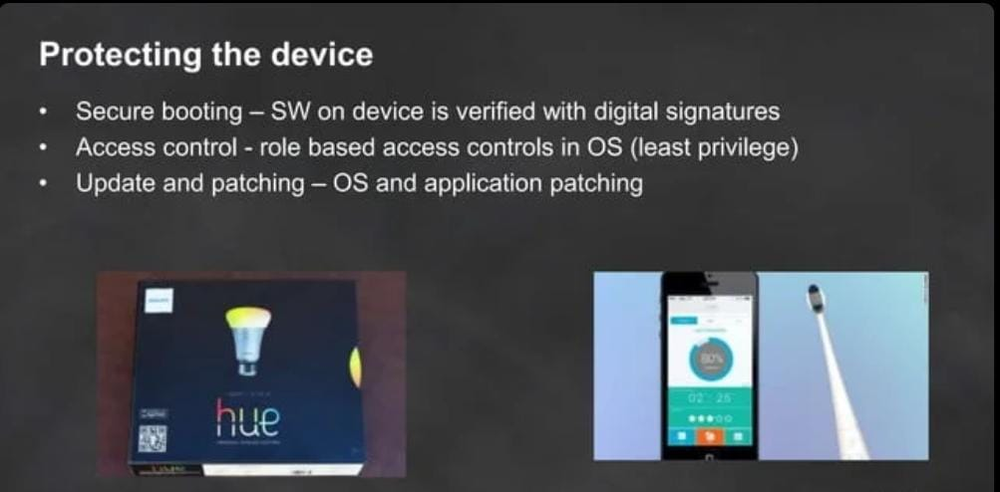 Protecting the device
• Secure booting – SW on device is verified with digital signatures
• Access control - role based access controls in OS (least privilege)
• Update and patching – OS and application patching
hue
80%
02 : 25